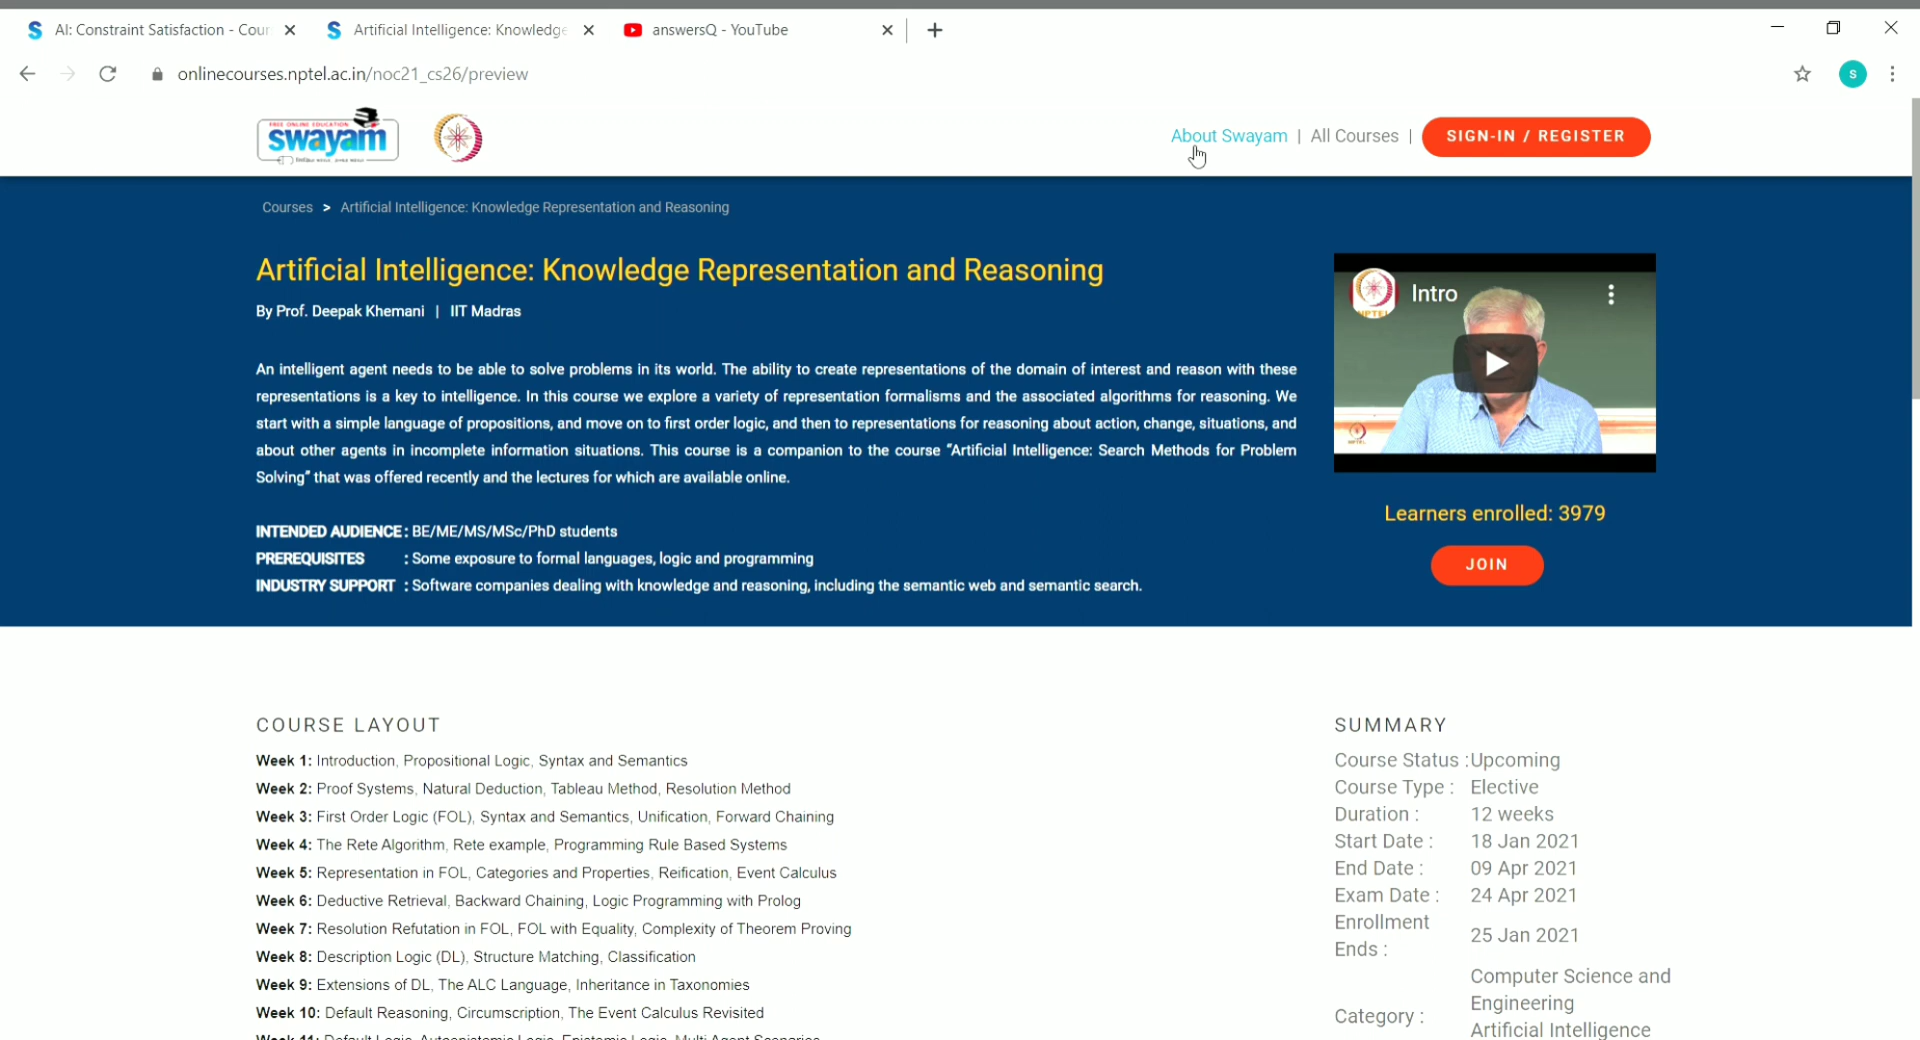 AI: Constraint Satisfaction - Cour
Artificial Intelligence: Knowledge
answersQ - YouTube
onlinecourses.nptel.ac.in/noc21_cs26/preview
S
FREE ONLINE EDUCATION
swayam
About Swayam | All Courses | SIGN-IN / REGISTER
Courses > Artificial Intelligence: Knowledge Representation and Reasoning
Artificial Intelligence: Knowledge Representation and Reasoning
By Prof. Deepak Khemani | IIT Madras
An intelligent agent needs to be able to solve problems in its world. The ability to create representations of the domain of interest and reason with these
representations is a key to intelligence. In this course we explore a variety of representation formalisms and the associated algorithms for reasoning. We
start with a simple language of propositions, and move on to first order logic, and then to representations for reasoning about action, change, situations, and
about other agents in incomplete information situations. This course is a companion to the course “Artificial Intelligence: Search Methods for Problem
Solving” that was offered recently and the lectures for which are available online.
INTENDED AUDIENCE : BE/ME/MS/MSc/PhD students
PREREQUISITES : Some exposure to formal languages, logic and programming
INDUSTRY SUPPORT : Software companies dealing with knowledge and reasoning, including the semantic web and semantic search.
Intro
NPTEL
Learners enrolled: 3979
JOIN
COURSE LAYOUT
Week 1: Introduction, Propositional Logic, Syntax and Semantics
Week 2: Proof Systems, Natural Deduction, Tableau Method, Resolution Method
Week 3: First Order Logic (FOL), Syntax and Semantics, Unification, Forward Chaining
Week 4: The Rete Algorithm, Rete example, Programming Rule Based Systems
Week 5: Representation in FOL, Categories and Properties, Reification, Event Calculus
Week 6: Deductive Retrieval, Backward Chaining, Logic Programming with Prolog
Week 7: Resolution Refutation in FOL, FOL with Equality, Complexity of Theorem Proving
Week 8: Description Logic (DL), Structure Matching, Classification
Week 9: Extensions of DL, The ALC Language, Inheritance in Taxonomies
Week 10: Default Reasoning, Circumscription, The Event Calculus Revisited
Week 11: Default Logic, Autoepistemic Logic, Epistemic Logic, Multi Agent Scenarios
SUMMARY
Course Status : Upcoming
Course Type : Elective
Duration : 12 weeks
Start Date : 18 Jan 2021
End Date : 09 Apr 2021
Exam Date : 24 Apr 2021
Enrollment
Ends : 25 Jan 2021
Category : Computer Science and
Engineering
Artificial Intelligence